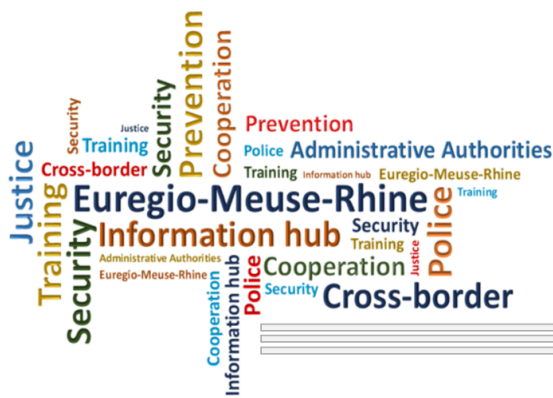 Prevention
Cooperation
Security
Security
Justice
Training
Prevention
Justice
Police
Administrative Authorities
Cross-border
Training
Information hub
Euregio-Meuse-Rhine
Training
Euregio-Meuse-Rhine
Training
Police
Security
Information hub
Security
Training
Justice
Administrative Authorities
Cooperation
Euregio-Meuse-Rhine
Police
Cooperation
Information hub
Security
Cross-border